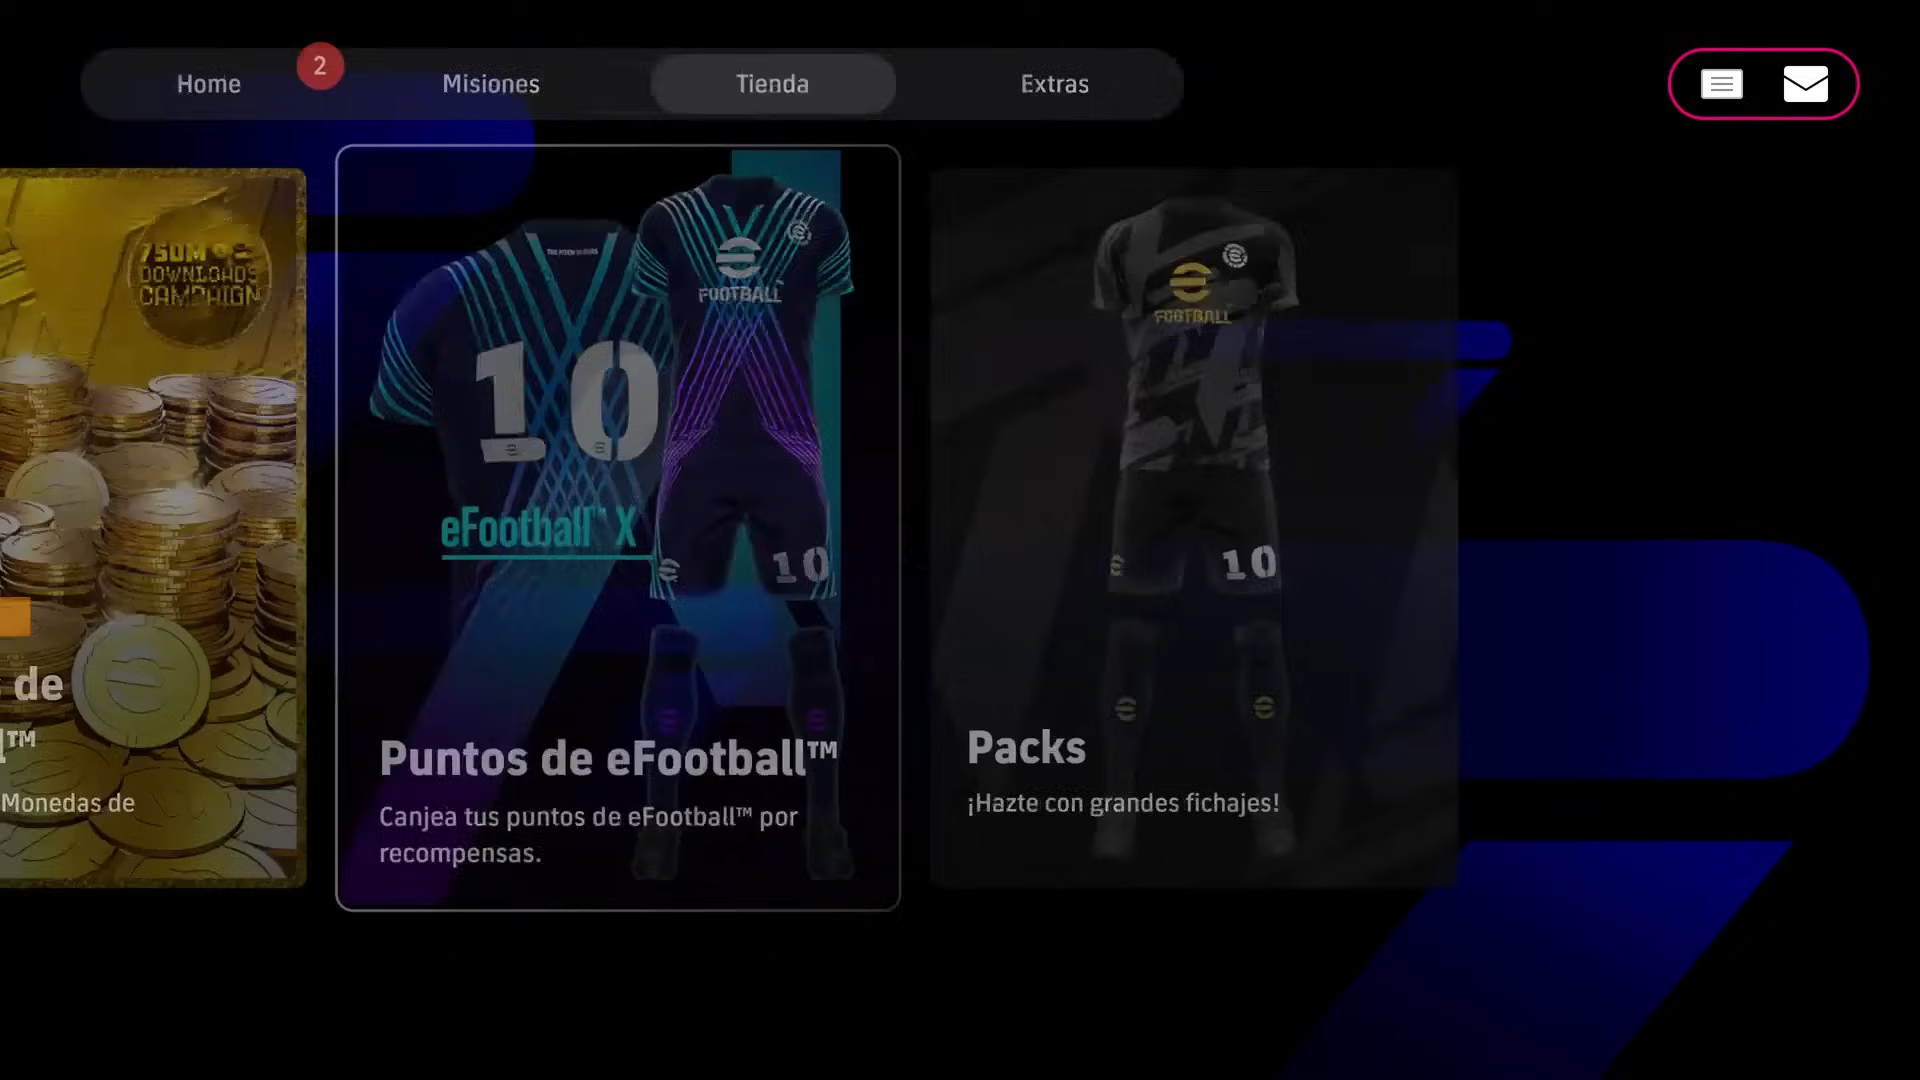 Home
2
Misiones
Tienda
Extras
750M
DOWNLOADS
CAMPAIGN
de
l™
Monedas de
10
FOOTBALL
eFootball™ X
10
Puntos de eFootball™
Canjea tus puntos de eFootball™ por
recompensas.
FOOTBALL
10
Packs
¡Hazte con grandes fichajes!